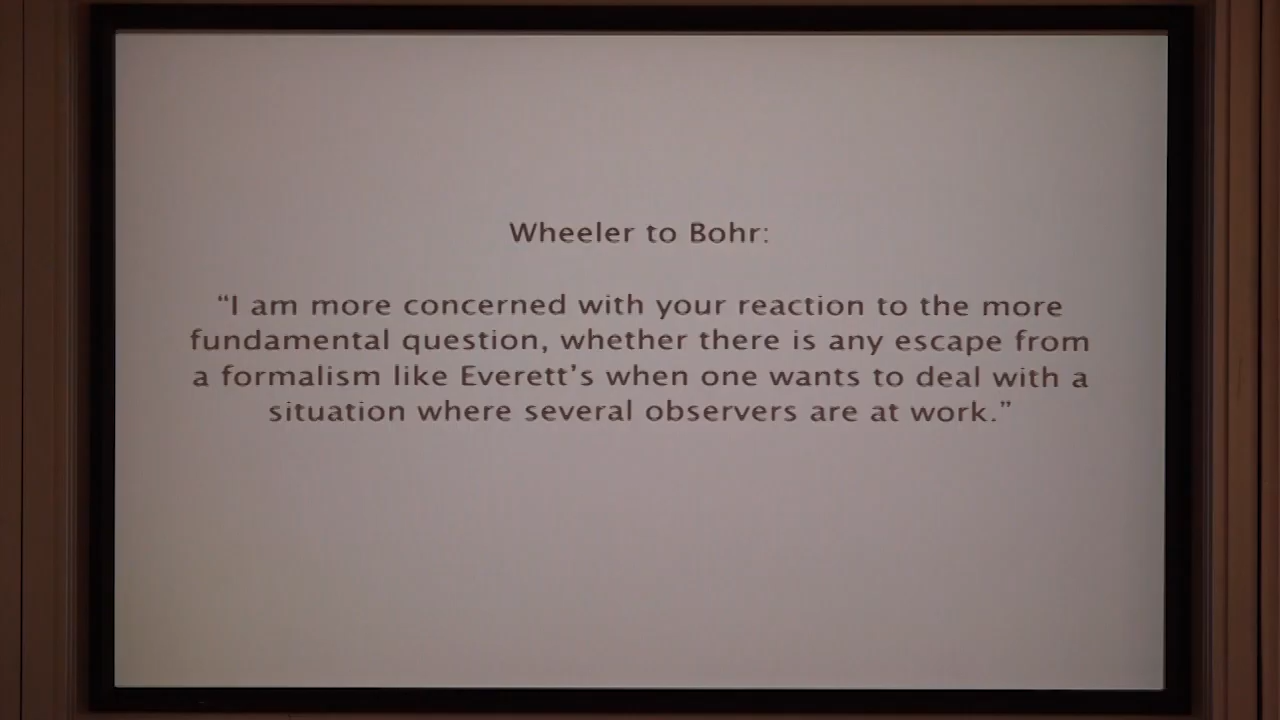 Wheeler to Bohr:
“I am more concerned with your reaction to the more
fundamental question, whether there is any escape from
a formalism like Everett’s when one wants to deal with a
situation where several observers are at work.”